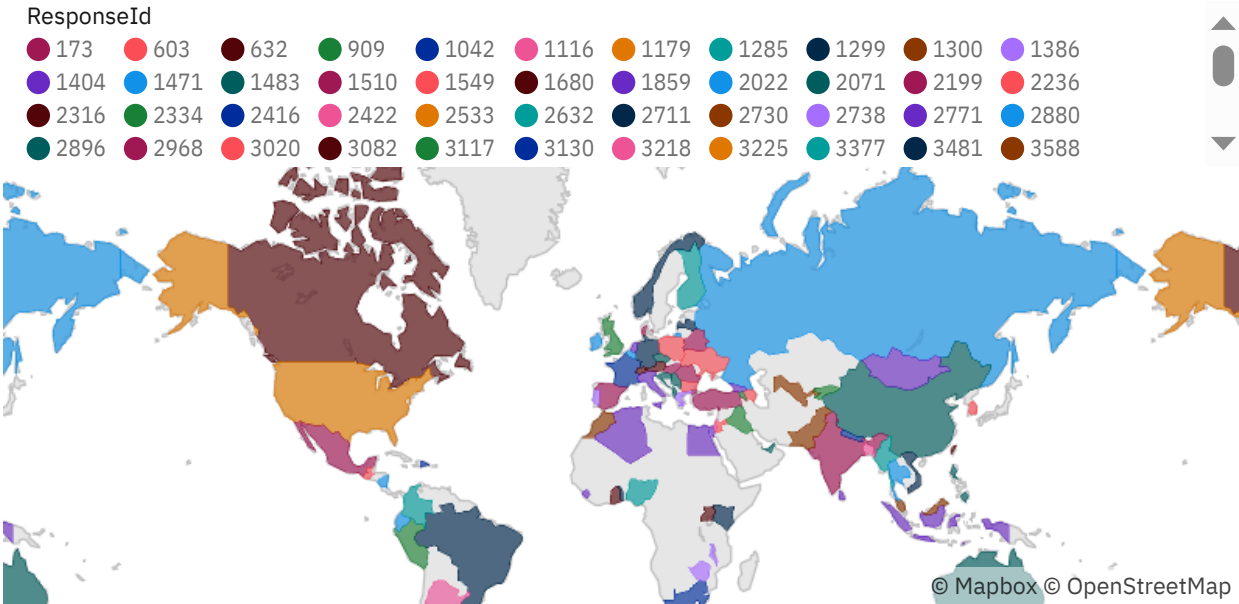 ResponseId
173 603 632 909 1042 1116 1179 1285 1299 1300 1386
1404 1471 1483 1510 1549 1680 1859 2022 2071 2199 2236
2316 2334 2416 2422 2533 2632 2711 2730 2738 2771 2880
2896 2968 3020 3082 3117 3130 3218 3225 3377 3481 3588
© Mapbox © OpenStreetMap